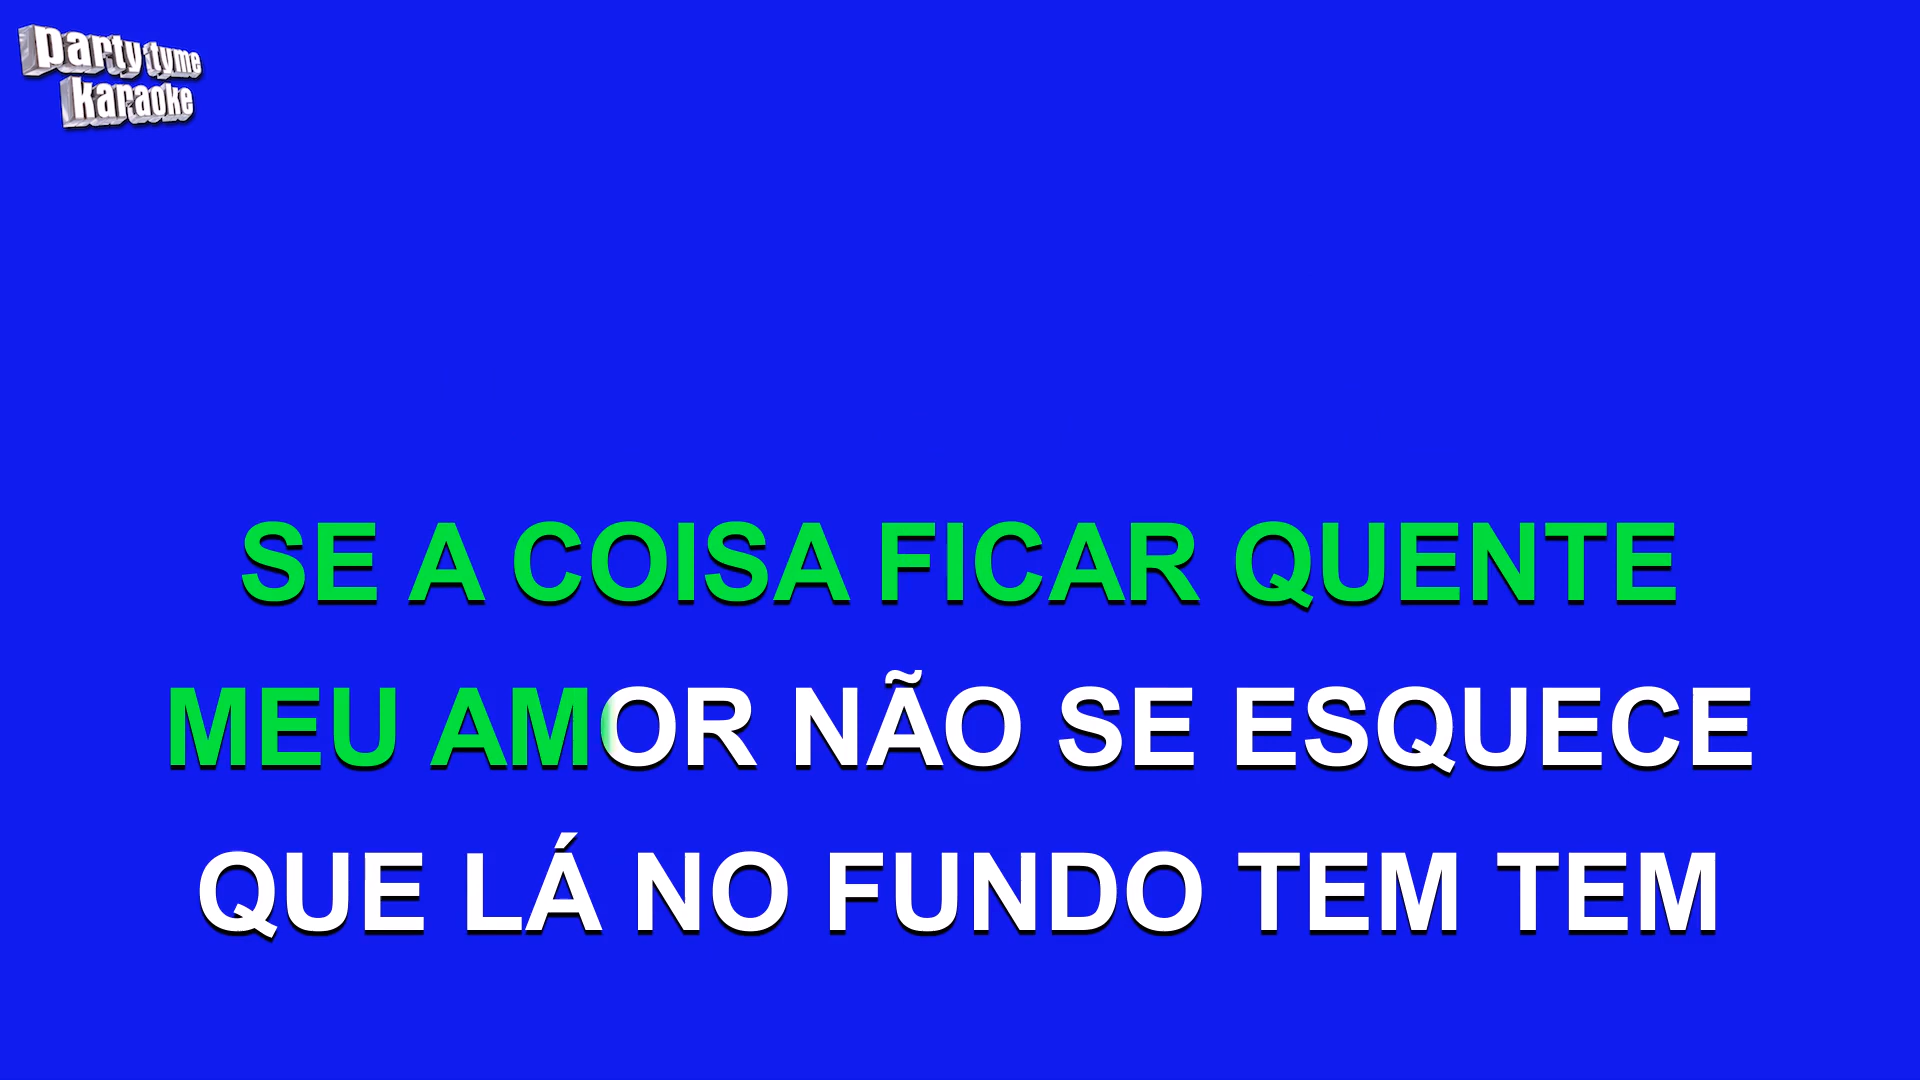 party tyme
karaoke
SE A COISA FICAR QUENTE
MEU AMOR NÃO SE ESQUECE
QUE LÁ NO FUNDO TEM TEM